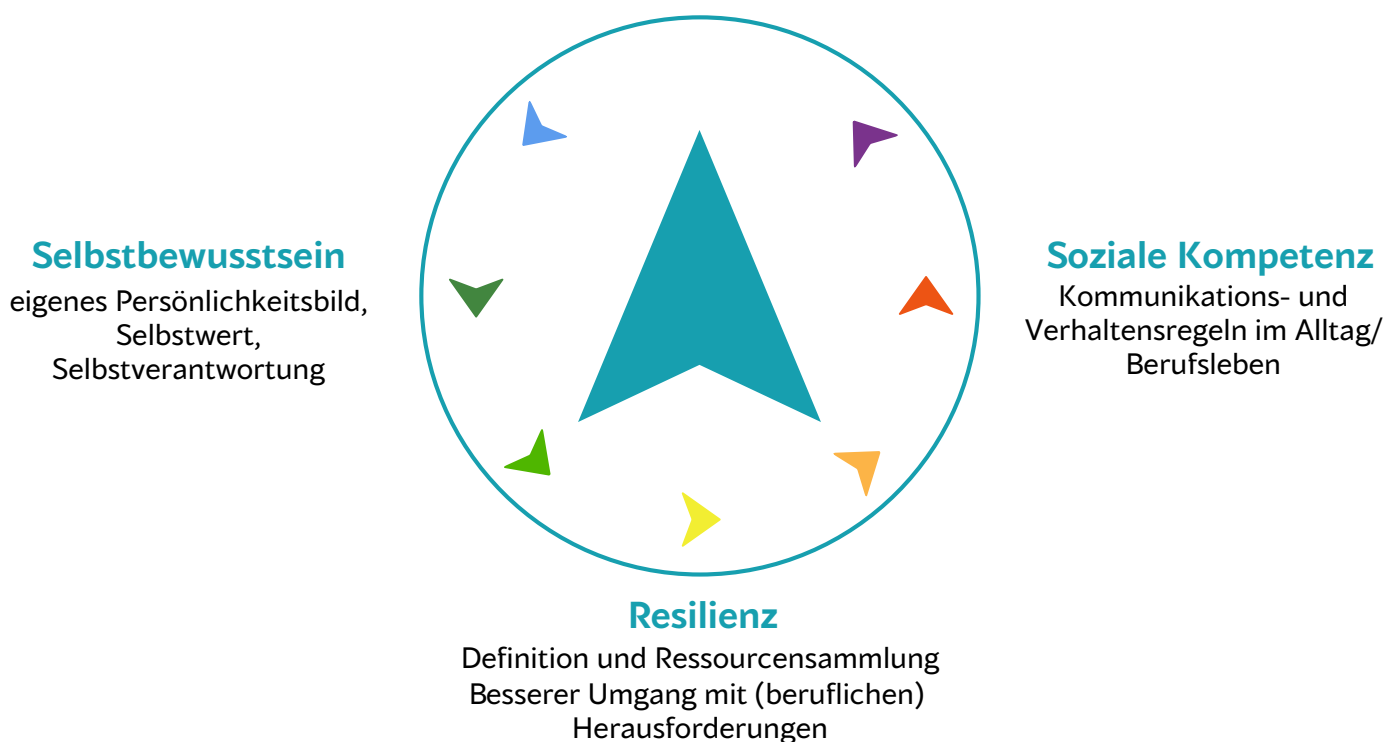 Selbstbewusstsein
eigenes Persönlichkeitsbild,
Selbstwert,
Selbstverantwortung
Soziale Kompetenz
Kommunikations- und
Verhaltensregeln im Alltag/
Berufsleben
Resilienz
Definition und Ressourcensammlung
Besserer Umgang mit (beruflichen)
Herausforderungen